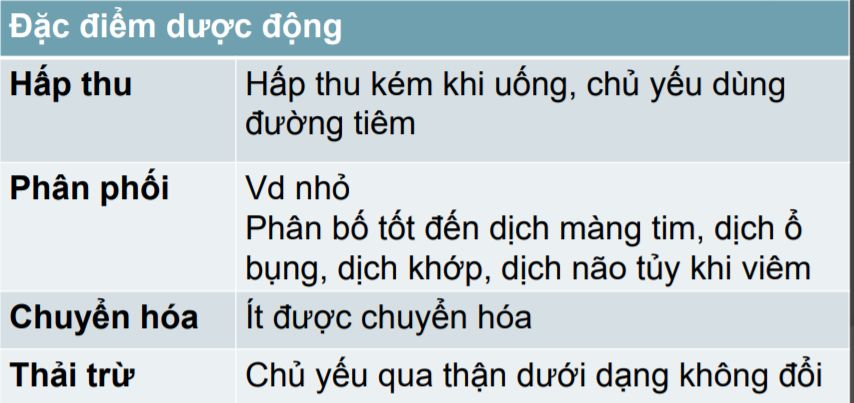 Đặc điểm dược động
Hấp thu
Hấp thu kém khi uống, chủ yếu dùng
đường tiêm
Phân phối
Vd nhỏ
Phân bố tốt đến dịch màng tim, dịch ổ
bụng, dịch khớp, dịch não tủy khi viêm
Chuyển hóa
Ít được chuyển hóa
Thải trừ
Chủ yếu qua thận dưới dạng không đổi